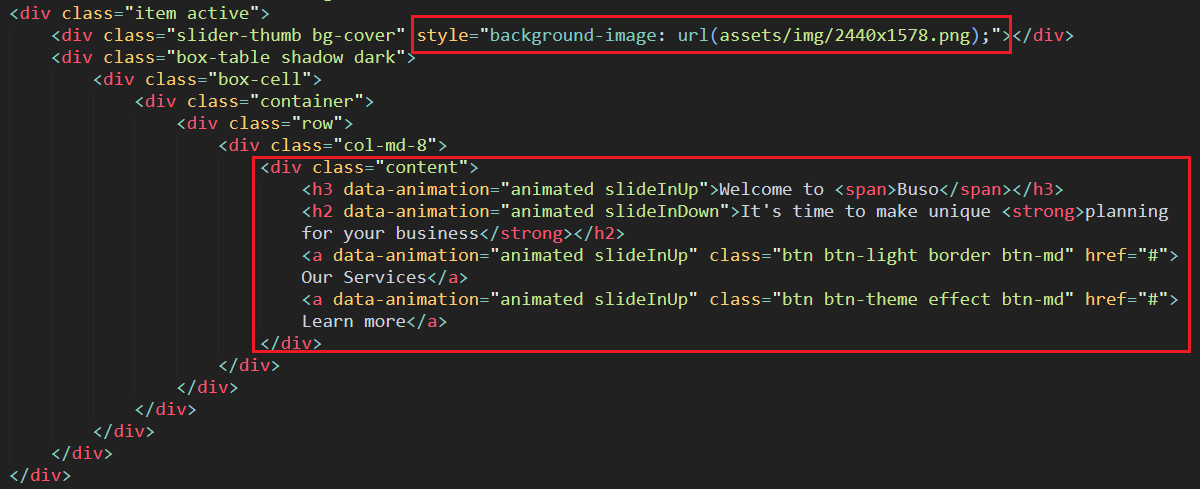 <div class="item active">
<div class="slider-thumb bg-cover" style="background-image: url(assets/img/2440x1578.png);"></div>
<div class="box-table shadow dark">
<div class="box-cell">
<div class="container">
<div class="row">
<div class="col-md-8">
<div class="content">
<h3 data-animation="animated slideInUp">Welcome to <span>Buso</span></h3>
<h2 data-animation="animated slideInDown">It's time to make unique <strong>planning
for your business</strong></h2>
<a data-animation="animated slideInUp" class="btn btn-light border btn-md" href="#">
Our Services</a>
<a data-animation="animated slideInUp" class="btn btn-theme effect btn-md" href="#">
Learn more</a>
</div>
</div>
</div>
</div>
</div>
</div>
</div>